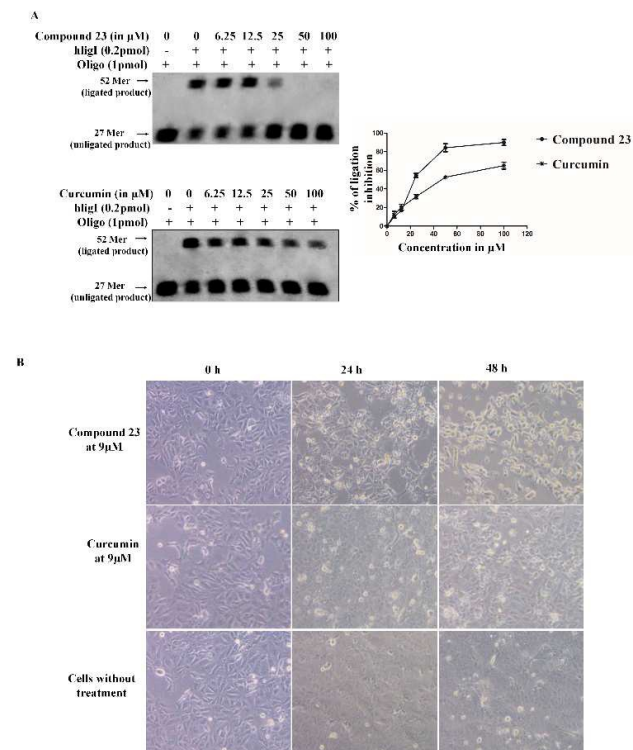 A
Compound 23 (in µM) 0 0 6.25 12.5 25 50 100
hligI (0.2pmol) - + + + + + +
Oligo (1pmol) + + + + + + +
52 Mer
(ligated product)
27 Mer
(unligated product)
Curcumin (in µM) 0 0 6.25 12.5 25 50 100
hligI (0.2pmol) - + + + + + +
Oligo (1pmol) + + + + + + +
52 Mer
(ligated product)
27 Mer
(unligated product)
% of ligation
inhibition
100
80
60
40
20
0
0 20 40 60 80 100 120
Concentration in µM
Compound 23
Curcumin
B
0 h 24 h 48 h
Compound 23
at 9µM
Curcumin
at 9µM
Cells without
treatment